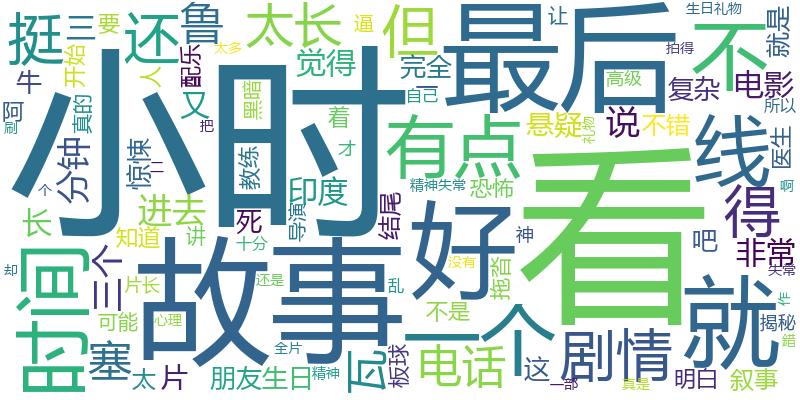 挺
三
还
要
鲁
太长
逼
但
最后
让
生日礼物
不
就是
开始
人
配乐
太多
觉得
完全
一
拍得
高级
复杂
电影
牛
真的
又
黑暗
自己
所以
阿
刷
把
小时
着
有点
悬疑
礼物
说
不错
线
医生
分钟
惊悚
二
教练
才
看
啊
个
印度
精神失常
恐怖
得
长
进去
死
导演
结尾
好
神
吧
非常
知道
讲
十分
故事
没有
拖沓
却
时间
三个
片长
还是
乱
失常
可能
心理
不是
一个
就
作
揭秘
塞
全片
瓦
板球
电话
这
剧情
错
太
片
朋友生日
精神
一部
真是
明白
叙事